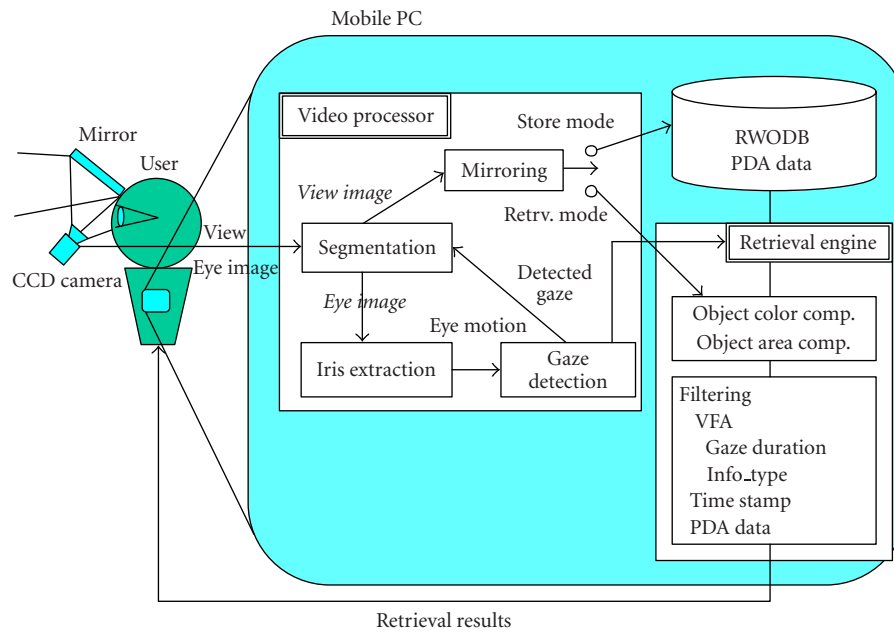 Mobile PC
Video processor
Mirror
User
Store mode
RWODB
PDA data
View image
Mirroring
Retrv. mode
View
Eye image
CCD camera
Segmentation
Retrieval engine
Detected
gaze
Eye image
Eye motion
Object color comp.
Object area comp.
Iris extraction
Gaze
detection
Filtering
VFA
Gaze duration
Info_type
Time stamp
PDA data
Retrieval results